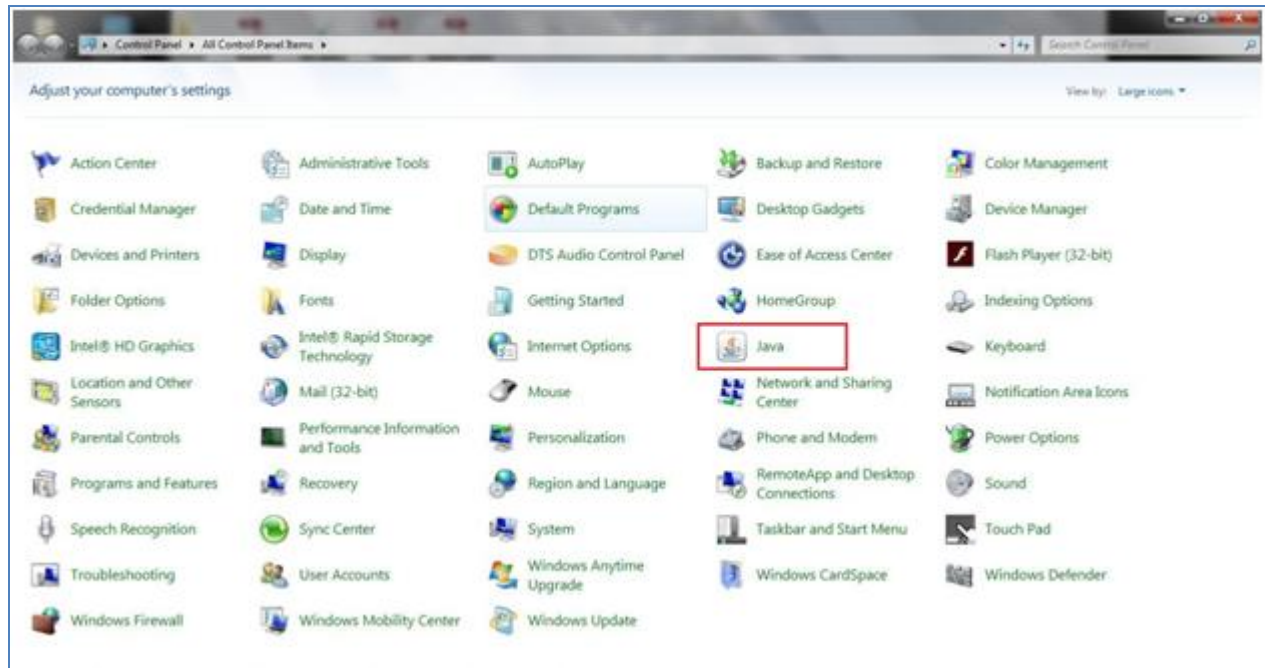 Control Panel ▸ All Control Panel Items ▸
Search Control Panel
Adjust your computer's settings
View by: Large icons
Action Center
Administrative Tools
AutoPlay
Backup and Restore
Color Management
Credential Manager
Date and Time
Default Programs
Desktop Gadgets
Device Manager
Devices and Printers
Display
DTS Audio Control Panel
Ease of Access Center
Flash Player (32-bit)
Folder Options
Fonts
Getting Started
HomeGroup
Indexing Options
Intel® HD Graphics
Intel® Rapid Storage
Technology
Internet Options
Java
Keyboard
Location and Other
Sensors
Mail (32-bit)
Mouse
Network and Sharing
Center
Notification Area Icons
Parental Controls
Performance Information
and Tools
Personalization
Phone and Modem
Power Options
Programs and Features
Recovery
Region and Language
RemoteApp and Desktop
Connections
Sound
Speech Recognition
Sync Center
System
Taskbar and Start Menu
Touch Pad
Troubleshooting
User Accounts
Windows Anytime
Upgrade
Windows CardSpace
Windows Defender
Windows Firewall
Windows Mobility Center
Windows Update